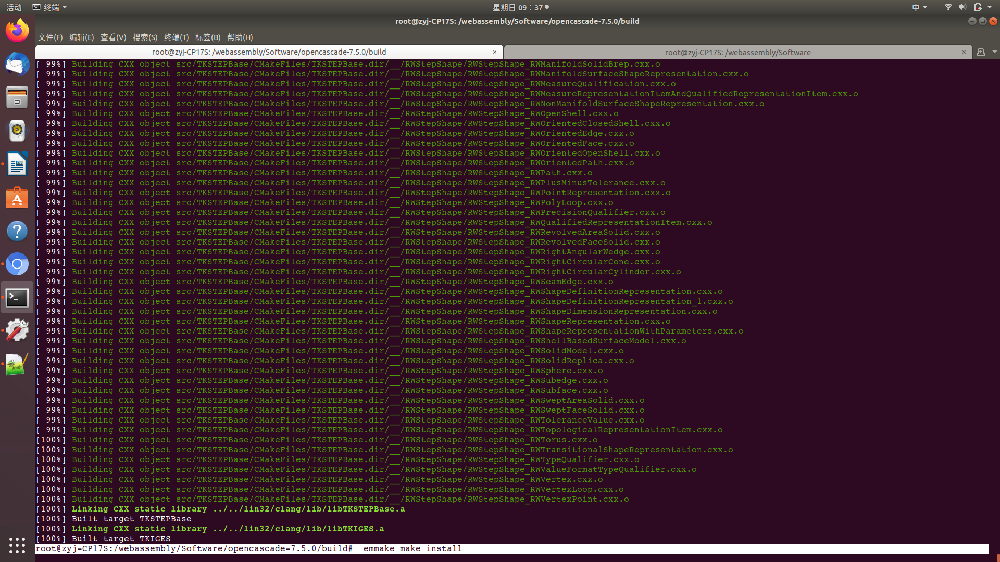 活动 终端 星期日 09：37 中
root@zyj-CP17S: /webassembly/Software/opencascade-7.5.0/build
文件(F) 编辑(E) 查看(V) 搜索(S) 终端(T) 标签(B) 帮助(H)
root@zyj-CP17S: /webassembly/Software/opencascade-7.5.0/build × root@zyj-CP17S: /webassembly/Software ×
[ 99%] Building CXX object src/TKSTEPBase/CMakeFiles/TKSTEPBase.dir/__/RWStepShape/RWStepShape_RWManifoldSolidBrep.cxx.o
[ 99%] Building CXX object src/TKSTEPBase/CMakeFiles/TKSTEPBase.dir/__/RWStepShape/RWStepShape_RWManifoldSurfaceShapeRepresentation.cxx.o
[ 99%] Building CXX object src/TKSTEPBase/CMakeFiles/TKSTEPBase.dir/__/RWStepShape/RWStepShape_RWMeasureQualification.cxx.o
[ 99%] Building CXX object src/TKSTEPBase/CMakeFiles/TKSTEPBase.dir/__/RWStepShape/RWStepShape_RWMeasureRepresentationItemAndQualifiedRepresentationItem.cxx.o
[ 99%] Building CXX object src/TKSTEPBase/CMakeFiles/TKSTEPBase.dir/__/RWStepShape/RWStepShape_RWNonManifoldSurfaceShapeRepresentation.cxx.o
[ 99%] Building CXX object src/TKSTEPBase/CMakeFiles/TKSTEPBase.dir/__/RWStepShape/RWStepShape_RWOpenShell.cxx.o
[ 99%] Building CXX object src/TKSTEPBase/CMakeFiles/TKSTEPBase.dir/__/RWStepShape/RWStepShape_RWOrientedClosedShell.cxx.o
[ 99%] Building CXX object src/TKSTEPBase/CMakeFiles/TKSTEPBase.dir/__/RWStepShape/RWStepShape_RWOrientedEdge.cxx.o
[ 99%] Building CXX object src/TKSTEPBase/CMakeFiles/TKSTEPBase.dir/__/RWStepShape/RWStepShape_RWOrientedFace.cxx.o
[ 99%] Building CXX object src/TKSTEPBase/CMakeFiles/TKSTEPBase.dir/__/RWStepShape/RWStepShape_RWOrientedOpenShell.cxx.o
[ 99%] Building CXX object src/TKSTEPBase/CMakeFiles/TKSTEPBase.dir/__/RWStepShape/RWStepShape_RWOrientedPath.cxx.o
[ 99%] Building CXX object src/TKSTEPBase/CMakeFiles/TKSTEPBase.dir/__/RWStepShape/RWStepShape_RWPath.cxx.o
[ 99%] Building CXX object src/TKSTEPBase/CMakeFiles/TKSTEPBase.dir/__/RWStepShape/RWStepShape_RWPlusMinusTolerance.cxx.o
[ 99%] Building CXX object src/TKSTEPBase/CMakeFiles/TKSTEPBase.dir/__/RWStepShape/RWStepShape_RWPointRepresentation.cxx.o
[ 99%] Building CXX object src/TKSTEPBase/CMakeFiles/TKSTEPBase.dir/__/RWStepShape/RWStepShape_RWPolyLoop.cxx.o
[ 99%] Building CXX object src/TKSTEPBase/CMakeFiles/TKSTEPBase.dir/__/RWStepShape/RWStepShape_RWPrecisionQualifier.cxx.o
[ 99%] Building CXX object src/TKSTEPBase/CMakeFiles/TKSTEPBase.dir/__/RWStepShape/RWStepShape_RWQualifiedRepresentationItem.cxx.o
[ 99%] Building CXX object src/TKSTEPBase/CMakeFiles/TKSTEPBase.dir/__/RWStepShape/RWStepShape_RWRevolvedAreaSolid.cxx.o
[ 99%] Building CXX object src/TKSTEPBase/CMakeFiles/TKSTEPBase.dir/__/RWStepShape/RWStepShape_RWRevolvedFaceSolid.cxx.o
[ 99%] Building CXX object src/TKSTEPBase/CMakeFiles/TKSTEPBase.dir/__/RWStepShape/RWStepShape_RWRightAngularWedge.cxx.o
[ 99%] Building CXX object src/TKSTEPBase/CMakeFiles/TKSTEPBase.dir/__/RWStepShape/RWStepShape_RWRightCircularCone.cxx.o
[ 99%] Building CXX object src/TKSTEPBase/CMakeFiles/TKSTEPBase.dir/__/RWStepShape/RWStepShape_RWRightCircularCylinder.cxx.o
[ 99%] Building CXX object src/TKSTEPBase/CMakeFiles/TKSTEPBase.dir/__/RWStepShape/RWStepShape_RWSeamEdge.cxx.o
[ 99%] Building CXX object src/TKSTEPBase/CMakeFiles/TKSTEPBase.dir/__/RWStepShape/RWStepShape_RWShapeDefinitionRepresentation.cxx.o
[ 99%] Building CXX object src/TKSTEPBase/CMakeFiles/TKSTEPBase.dir/__/RWStepShape/RWStepShape_RWShapeDefinitionRepresentation_1.cxx.o
[ 99%] Building CXX object src/TKSTEPBase/CMakeFiles/TKSTEPBase.dir/__/RWStepShape/RWStepShape_RWShapeDimensionRepresentation.cxx.o
[ 99%] Building CXX object src/TKSTEPBase/CMakeFiles/TKSTEPBase.dir/__/RWStepShape/RWStepShape_RWShapeRepresentation.cxx.o
[ 99%] Building CXX object src/TKSTEPBase/CMakeFiles/TKSTEPBase.dir/__/RWStepShape/RWStepShape_RWShapeRepresentationWithParameters.cxx.o
[ 99%] Building CXX object src/TKSTEPBase/CMakeFiles/TKSTEPBase.dir/__/RWStepShape/RWStepShape_RWShellBasedSurfaceModel.cxx.o
[ 99%] Building CXX object src/TKSTEPBase/CMakeFiles/TKSTEPBase.dir/__/RWStepShape/RWStepShape_RWSolidModel.cxx.o
[ 99%] Building CXX object src/TKSTEPBase/CMakeFiles/TKSTEPBase.dir/__/RWStepShape/RWStepShape_RWSolidReplica.cxx.o
[ 99%] Building CXX object src/TKSTEPBase/CMakeFiles/TKSTEPBase.dir/__/RWStepShape/RWStepShape_RWSphere.cxx.o
[ 99%] Building CXX object src/TKSTEPBase/CMakeFiles/TKSTEPBase.dir/__/RWStepShape/RWStepShape_RWSubedge.cxx.o
[ 99%] Building CXX object src/TKSTEPBase/CMakeFiles/TKSTEPBase.dir/__/RWStepShape/RWStepShape_RWSubface.cxx.o
[ 99%] Building CXX object src/TKSTEPBase/CMakeFiles/TKSTEPBase.dir/__/RWStepShape/RWStepShape_RWSweptAreaSolid.cxx.o
[ 99%] Building CXX object src/TKSTEPBase/CMakeFiles/TKSTEPBase.dir/__/RWStepShape/RWStepShape_RWSweptFaceSolid.cxx.o
[ 99%] Building CXX object src/TKSTEPBase/CMakeFiles/TKSTEPBase.dir/__/RWStepShape/RWStepShape_RWToleranceValue.cxx.o
[ 99%] Building CXX object src/TKSTEPBase/CMakeFiles/TKSTEPBase.dir/__/RWStepShape/RWStepShape_RWTopologicalRepresentationItem.cxx.o
[100%] Building CXX object src/TKSTEPBase/CMakeFiles/TKSTEPBase.dir/__/RWStepShape/RWStepShape_RWTorus.cxx.o
[100%] Building CXX object src/TKSTEPBase/CMakeFiles/TKSTEPBase.dir/__/RWStepShape/RWStepShape_RWTransitionalShapeRepresentation.cxx.o
[100%] Building CXX object src/TKSTEPBase/CMakeFiles/TKSTEPBase.dir/__/RWStepShape/RWStepShape_RWTypeQualifier.cxx.o
[100%] Building CXX object src/TKSTEPBase/CMakeFiles/TKSTEPBase.dir/__/RWStepShape/RWStepShape_RWValueFormatTypeQualifier.cxx.o
[100%] Building CXX object src/TKSTEPBase/CMakeFiles/TKSTEPBase.dir/__/RWStepShape/RWStepShape_RWVertex.cxx.o
[100%] Building CXX object src/TKSTEPBase/CMakeFiles/TKSTEPBase.dir/__/RWStepShape/RWStepShape_RWVertexLoop.cxx.o
[100%] Building CXX object src/TKSTEPBase/CMakeFiles/TKSTEPBase.dir/__/RWStepShape/RWStepShape_RWVertexPoint.cxx.o
[100%] Linking CXX static library ../../lin32/clang/lib/libTKSTEPBase.a
[100%] Built target TKSTEPBase
[100%] Linking CXX static library ../../lin32/clang/lib/libTKIGES.a
[100%] Built target TKIGES
root@zyj-CP17S:/webassembly/Software/opencascade-7.5.0/build#  emmake make install